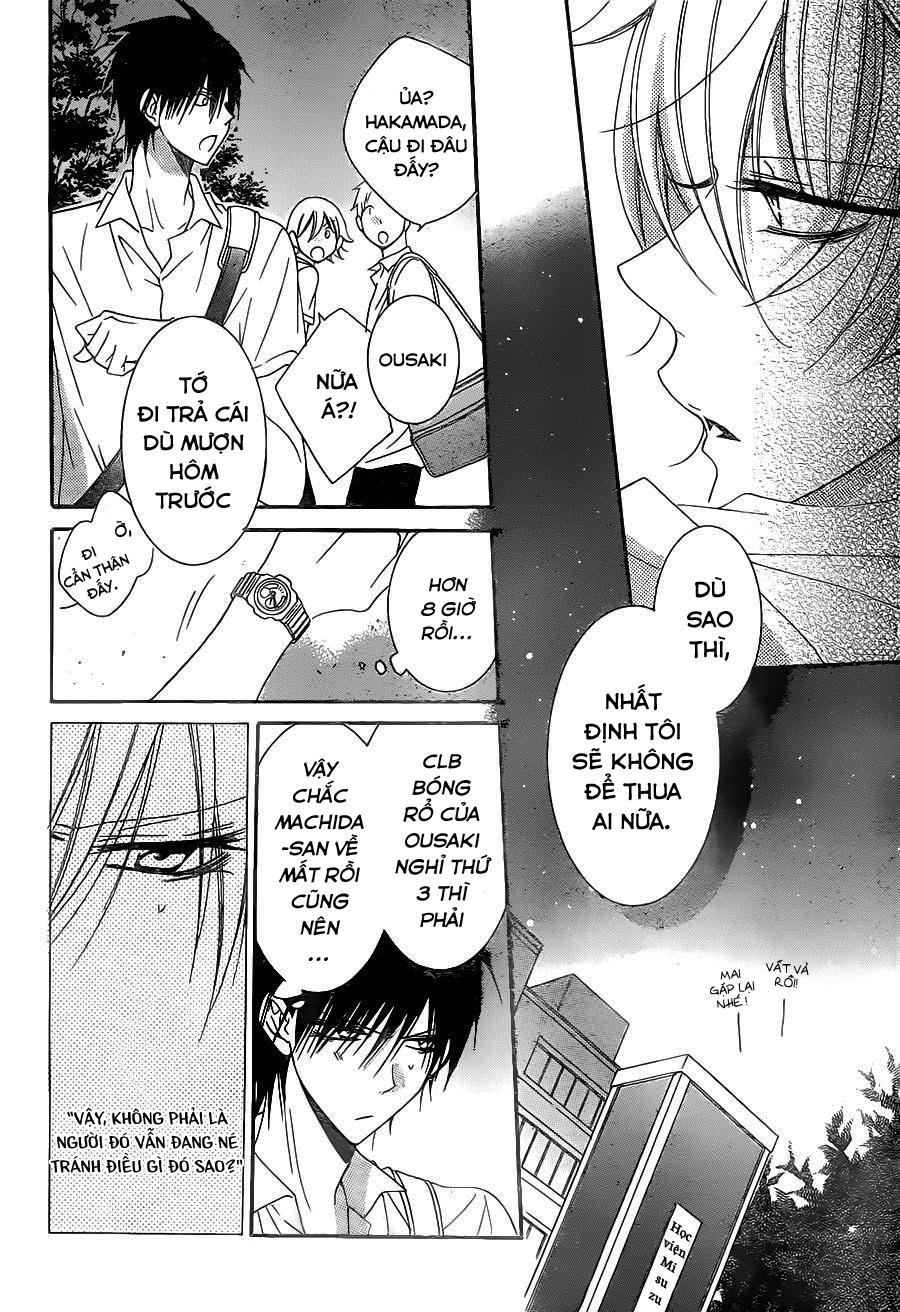 DÙ
SAO
THÌ,
NHẤT
ĐỊNH TÔI
SẼ KHÔNG
ĐỂ THUA
AI NỮA.
VẤT VẢ
RỒI!
MAI
GẶP LẠI
NHÉ!
Học
viện
Mi
su
zu
ỦA?
HAKAMADA,
CẬU ĐI ĐÂU
ĐẤY?
OUSAKI
NỮA
Á?!
TỚ
ĐI TRẢ CÁI
DÙ MƯỢN
HÔM
TRƯỚC
Ờ,
ĐI
CẨN THẬN
ĐẤY.
HƠN
8 GIỜ
RỒI...
CLB
BÓNG
RỔ CỦA
OUSAKI
NGHỈ THỨ
3 THÌ
PHẢI
VẬY
CHẮC
MACHIDA
-SAN VỀ
MẤT RỒI
CŨNG
NÊN
...
"VẬY, KHÔNG PHẢI LÀ
NGƯỜI ĐÓ VẪN ĐANG NÉ
TRÁNH ĐIỀU GÌ ĐÓ SAO?"